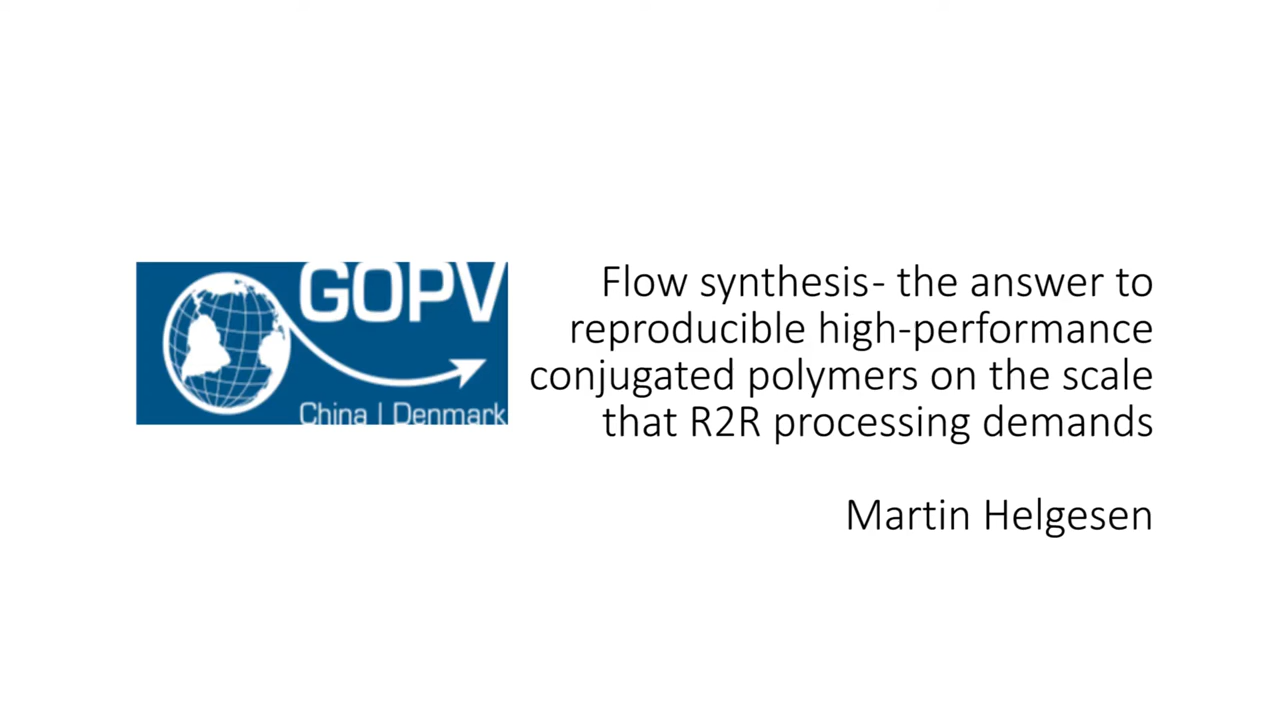 GOPV
China | Denmark
Flow synthesis- the answer to
reproducible high-performance
conjugated polymers on the scale
that R2R processing demands
Martin Helgesen